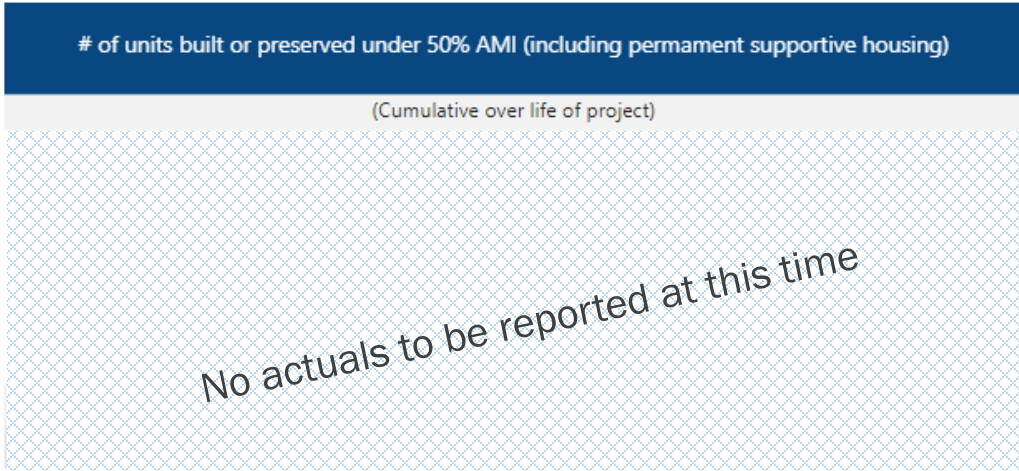 # of units built or preserved under 50% AMI (including permament supportive housing)
(Cumulative over life of project)
No actuals to be reported at this time